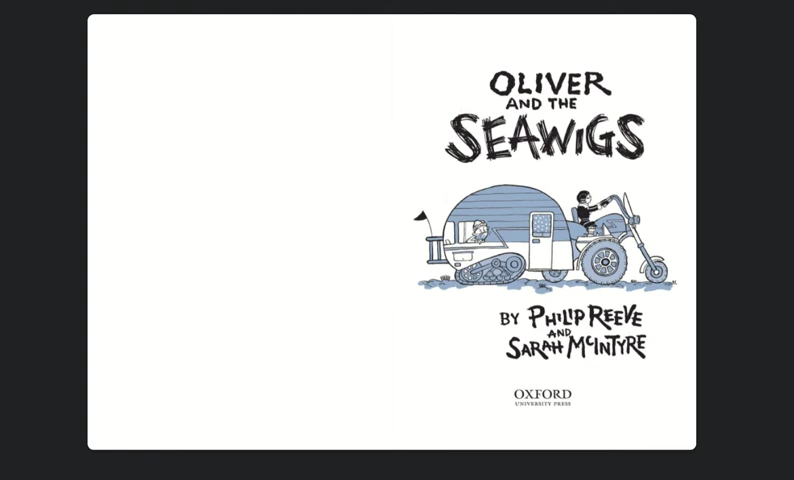 OLIVER
AND THE
SEAWIGS
BY PHILIP REEVE
AND
SARAH McINTYRE
OXFORD
UNIVERSITY PRESS